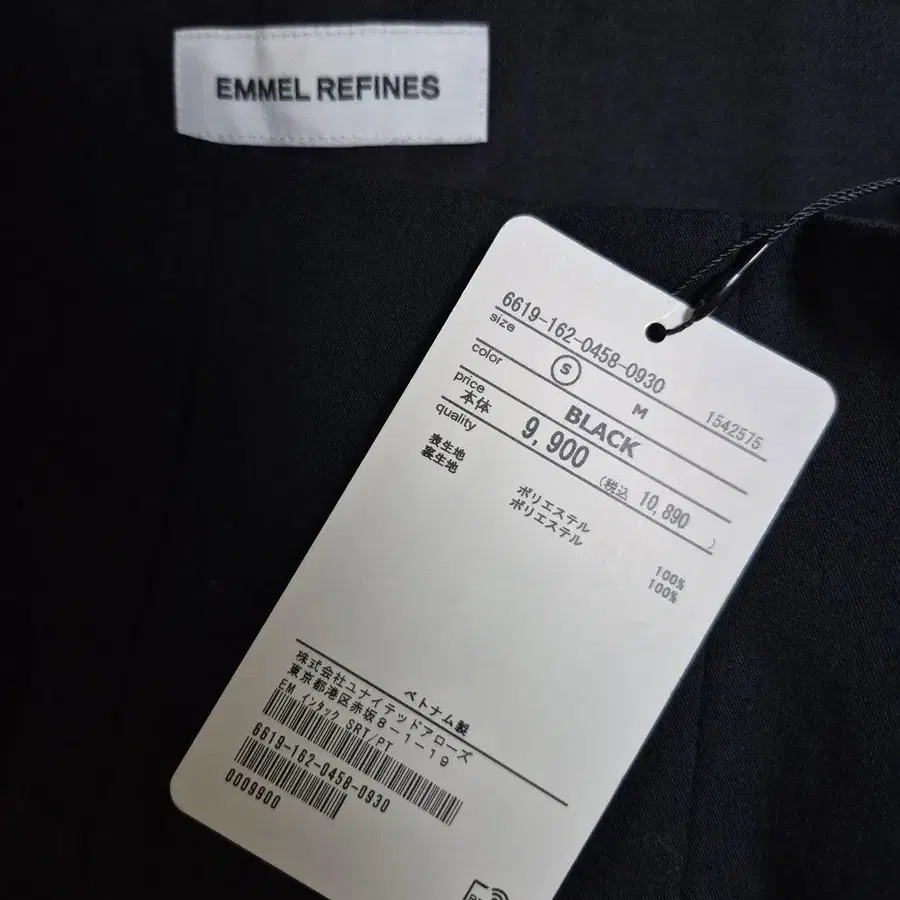 EMMEL REFINES
6619-162-0458-0930
size S M 1542575
color BLACK
price 本体 9,900 (税込 10,890 )
quality
表生地 ポリエステル 100%
裏生地 ポリエステル 100%
ベトナム製
株式会社ユナイテッドアローズ
東京都港区赤坂8-1-19
EM インタック SRT/PT
6619-162-0458-0930
0009900